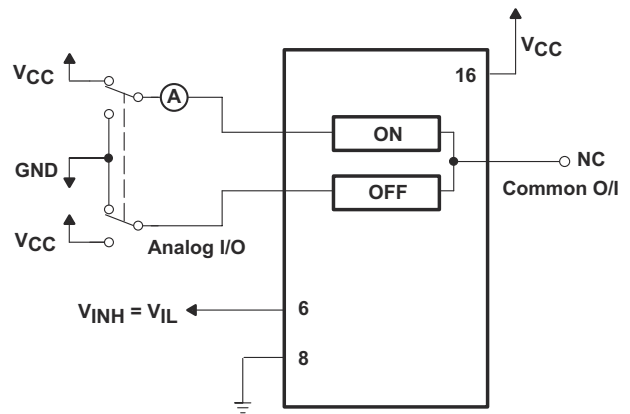 VCC
16
VCC
A
ON
NC
GND
Common O/I
OFF
VCC
Analog I/O
VINH = VIL
6
8